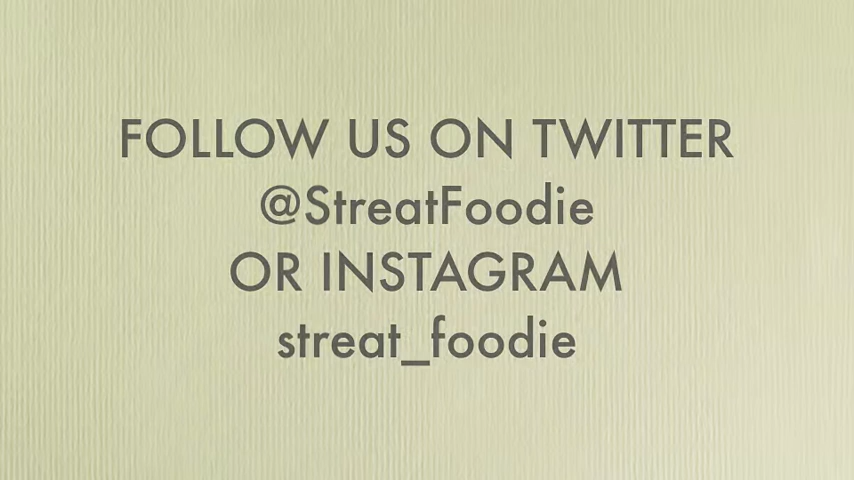 FOLLOW US ON TWITTER
@StreatFoodie
OR INSTAGRAM
streat_foodie